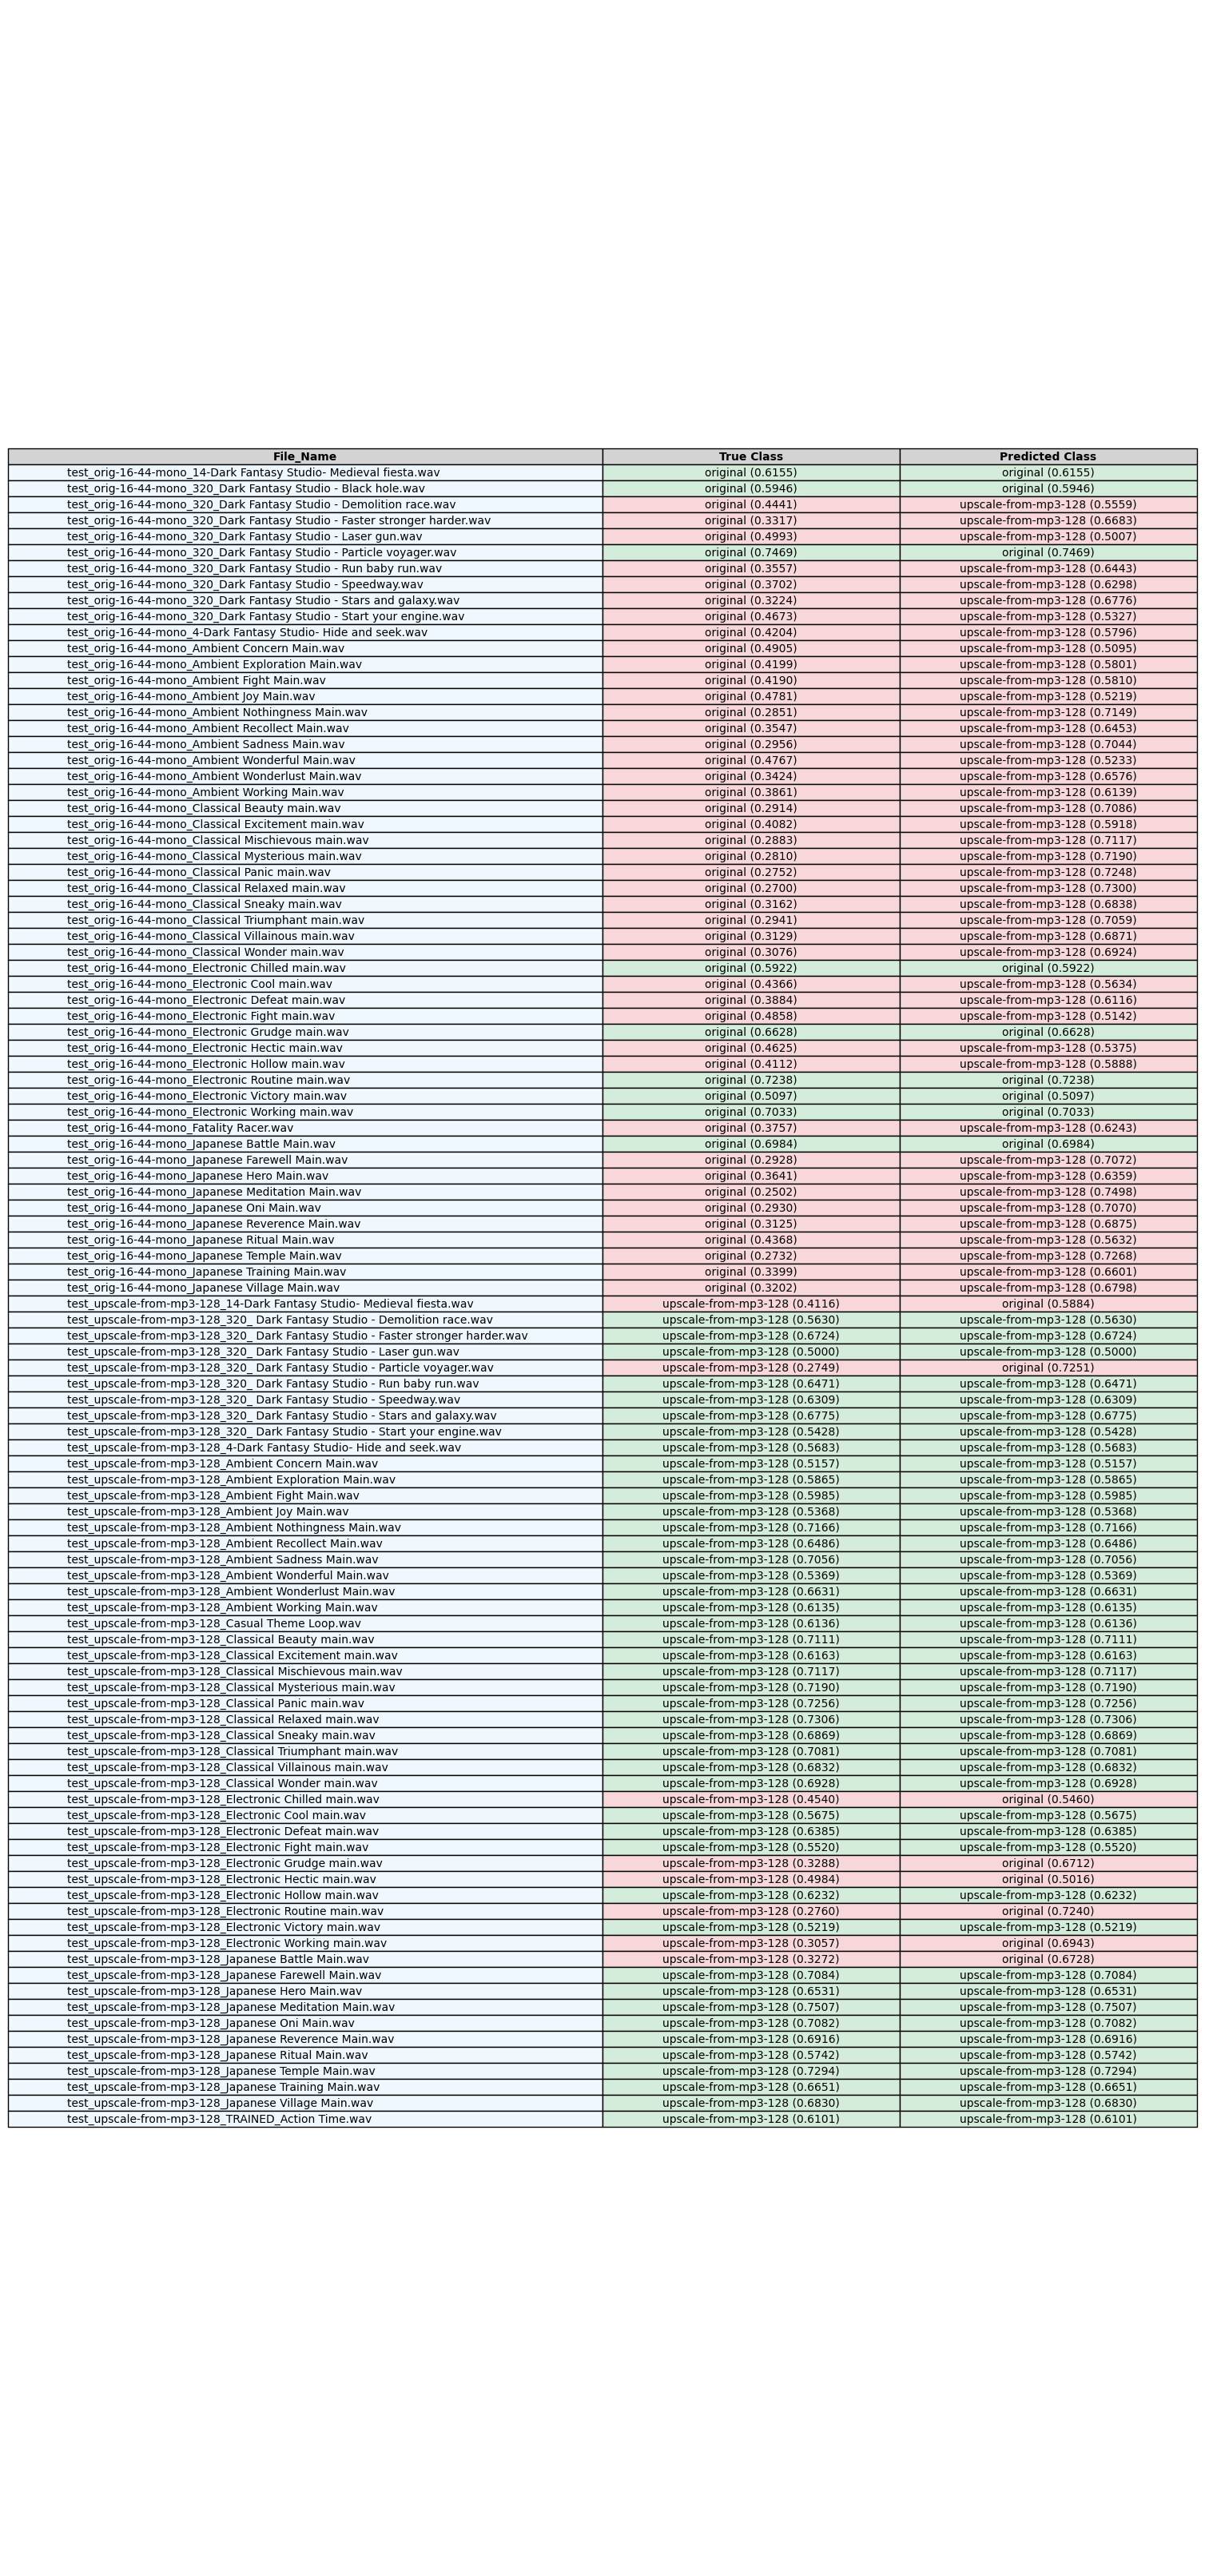 File_Name True Class Predicted Class
test_orig-16-44-mono_14-Dark Fantasy Studio- Medieval fiesta.wav original (0.6155) original (0.6155)
test_orig-16-44-mono_320_Dark Fantasy Studio - Black hole.wav original (0.5946) original (0.5946)
test_orig-16-44-mono_320_Dark Fantasy Studio - Demolition race.wav original (0.4441) upscale-from-mp3-128 (0.5559)
test_orig-16-44-mono_320_Dark Fantasy Studio - Faster stronger harder.wav original (0.3317) upscale-from-mp3-128 (0.6683)
test_orig-16-44-mono_320_Dark Fantasy Studio - Laser gun.wav original (0.4993) upscale-from-mp3-128 (0.5007)
test_orig-16-44-mono_320_Dark Fantasy Studio - Particle voyager.wav original (0.7469) original (0.7469)
test_orig-16-44-mono_320_Dark Fantasy Studio - Run baby run.wav original (0.3557) upscale-from-mp3-128 (0.6443)
test_orig-16-44-mono_320_Dark Fantasy Studio - Speedway.wav original (0.3702) upscale-from-mp3-128 (0.6298)
test_orig-16-44-mono_320_Dark Fantasy Studio - Stars and galaxy.wav original (0.3224) upscale-from-mp3-128 (0.6776)
test_orig-16-44-mono_320_Dark Fantasy Studio - Start your engine.wav original (0.4673) upscale-from-mp3-128 (0.5327)
test_orig-16-44-mono_4-Dark Fantasy Studio- Hide and seek.wav original (0.4204) upscale-from-mp3-128 (0.5796)
test_orig-16-44-mono_Ambient Concern Main.wav original (0.4905) upscale-from-mp3-128 (0.5095)
test_orig-16-44-mono_Ambient Exploration Main.wav original (0.4199) upscale-from-mp3-128 (0.5801)
test_orig-16-44-mono_Ambient Fight Main.wav original (0.4190) upscale-from-mp3-128 (0.5810)
test_orig-16-44-mono_Ambient Joy Main.wav original (0.4781) upscale-from-mp3-128 (0.5219)
test_orig-16-44-mono_Ambient Nothingness Main.wav original (0.2851) upscale-from-mp3-128 (0.7149)
test_orig-16-44-mono_Ambient Recollect Main.wav original (0.3547) upscale-from-mp3-128 (0.6453)
test_orig-16-44-mono_Ambient Sadness Main.wav original (0.2956) upscale-from-mp3-128 (0.7044)
test_orig-16-44-mono_Ambient Wonderful Main.wav original (0.4767) upscale-from-mp3-128 (0.5233)
test_orig-16-44-mono_Ambient Wonderlust Main.wav original (0.3424) upscale-from-mp3-128 (0.6576)
test_orig-16-44-mono_Ambient Working Main.wav original (0.3861) upscale-from-mp3-128 (0.6139)
test_orig-16-44-mono_Classical Beauty main.wav original (0.2914) upscale-from-mp3-128 (0.7086)
test_orig-16-44-mono_Classical Excitement main.wav original (0.4082) upscale-from-mp3-128 (0.5918)
test_orig-16-44-mono_Classical Mischievous main.wav original (0.2883) upscale-from-mp3-128 (0.7117)
test_orig-16-44-mono_Classical Mysterious main.wav original (0.2810) upscale-from-mp3-128 (0.7190)
test_orig-16-44-mono_Classical Panic main.wav original (0.2752) upscale-from-mp3-128 (0.7248)
test_orig-16-44-mono_Classical Relaxed main.wav original (0.2700) upscale-from-mp3-128 (0.7300)
test_orig-16-44-mono_Classical Sneaky main.wav original (0.3162) upscale-from-mp3-128 (0.6838)
test_orig-16-44-mono_Classical Triumphant main.wav original (0.2941) upscale-from-mp3-128 (0.7059)
test_orig-16-44-mono_Classical Villainous main.wav original (0.3129) upscale-from-mp3-128 (0.6871)
test_orig-16-44-mono_Classical Wonder main.wav original (0.3076) upscale-from-mp3-128 (0.6924)
test_orig-16-44-mono_Electronic Chilled main.wav original (0.5922) original (0.5922)
test_orig-16-44-mono_Electronic Cool main.wav original (0.4366) upscale-from-mp3-128 (0.5634)
test_orig-16-44-mono_Electronic Defeat main.wav original (0.3884) upscale-from-mp3-128 (0.6116)
test_orig-16-44-mono_Electronic Fight main.wav original (0.4858) upscale-from-mp3-128 (0.5142)
test_orig-16-44-mono_Electronic Grudge main.wav original (0.6628) original (0.6628)
test_orig-16-44-mono_Electronic Hectic main.wav original (0.4625) upscale-from-mp3-128 (0.5375)
test_orig-16-44-mono_Electronic Hollow main.wav original (0.4112) upscale-from-mp3-128 (0.5888)
test_orig-16-44-mono_Electronic Routine main.wav original (0.7238) original (0.7238)
test_orig-16-44-mono_Electronic Victory main.wav original (0.5097) original (0.5097)
test_orig-16-44-mono_Electronic Working main.wav original (0.7033) original (0.7033)
test_orig-16-44-mono_Fatality Racer.wav original (0.3757) upscale-from-mp3-128 (0.6243)
test_orig-16-44-mono_Japanese Battle Main.wav original (0.6984) original (0.6984)
test_orig-16-44-mono_Japanese Farewell Main.wav original (0.2928) upscale-from-mp3-128 (0.7072)
test_orig-16-44-mono_Japanese Hero Main.wav original (0.3641) upscale-from-mp3-128 (0.6359)
test_orig-16-44-mono_Japanese Meditation Main.wav original (0.2502) upscale-from-mp3-128 (0.7498)
test_orig-16-44-mono_Japanese Oni Main.wav original (0.2930) upscale-from-mp3-128 (0.7070)
test_orig-16-44-mono_Japanese Reverence Main.wav original (0.3125) upscale-from-mp3-128 (0.6875)
test_orig-16-44-mono_Japanese Ritual Main.wav original (0.4368) upscale-from-mp3-128 (0.5632)
test_orig-16-44-mono_Japanese Temple Main.wav original (0.2732) upscale-from-mp3-128 (0.7268)
test_orig-16-44-mono_Japanese Training Main.wav original (0.3399) upscale-from-mp3-128 (0.6601)
test_orig-16-44-mono_Japanese Village Main.wav original (0.3202) upscale-from-mp3-128 (0.6798)
test_upscale-from-mp3-128_14-Dark Fantasy Studio- Medieval fiesta.wav upscale-from-mp3-128 (0.4116) original (0.5884)
test_upscale-from-mp3-128_320_ Dark Fantasy Studio - Demolition race.wav upscale-from-mp3-128 (0.5630) upscale-from-mp3-128 (0.5630)
test_upscale-from-mp3-128_320_ Dark Fantasy Studio - Faster stronger harder.wav upscale-from-mp3-128 (0.6724) upscale-from-mp3-128 (0.6724)
test_upscale-from-mp3-128_320_ Dark Fantasy Studio - Laser gun.wav upscale-from-mp3-128 (0.5000) upscale-from-mp3-128 (0.5000)
test_upscale-from-mp3-128_320_ Dark Fantasy Studio - Particle voyager.wav upscale-from-mp3-128 (0.2749) original (0.7251)
test_upscale-from-mp3-128_320_ Dark Fantasy Studio - Run baby run.wav upscale-from-mp3-128 (0.6471) upscale-from-mp3-128 (0.6471)
test_upscale-from-mp3-128_320_ Dark Fantasy Studio - Speedway.wav upscale-from-mp3-128 (0.6309) upscale-from-mp3-128 (0.6309)
test_upscale-from-mp3-128_320_ Dark Fantasy Studio - Stars and galaxy.wav upscale-from-mp3-128 (0.6775) upscale-from-mp3-128 (0.6775)
test_upscale-from-mp3-128_320_ Dark Fantasy Studio - Start your engine.wav upscale-from-mp3-128 (0.5428) upscale-from-mp3-128 (0.5428)
test_upscale-from-mp3-128_4-Dark Fantasy Studio- Hide and seek.wav upscale-from-mp3-128 (0.5683) upscale-from-mp3-128 (0.5683)
test_upscale-from-mp3-128_Ambient Concern Main.wav upscale-from-mp3-128 (0.5157) upscale-from-mp3-128 (0.5157)
test_upscale-from-mp3-128_Ambient Exploration Main.wav upscale-from-mp3-128 (0.5865) upscale-from-mp3-128 (0.5865)
test_upscale-from-mp3-128_Ambient Fight Main.wav upscale-from-mp3-128 (0.5985) upscale-from-mp3-128 (0.5985)
test_upscale-from-mp3-128_Ambient Joy Main.wav upscale-from-mp3-128 (0.5368) upscale-from-mp3-128 (0.5368)
test_upscale-from-mp3-128_Ambient Nothingness Main.wav upscale-from-mp3-128 (0.7166) upscale-from-mp3-128 (0.7166)
test_upscale-from-mp3-128_Ambient Recollect Main.wav upscale-from-mp3-128 (0.6486) upscale-from-mp3-128 (0.6486)
test_upscale-from-mp3-128_Ambient Sadness Main.wav upscale-from-mp3-128 (0.7056) upscale-from-mp3-128 (0.7056)
test_upscale-from-mp3-128_Ambient Wonderful Main.wav upscale-from-mp3-128 (0.5369) upscale-from-mp3-128 (0.5369)
test_upscale-from-mp3-128_Ambient Wonderlust Main.wav upscale-from-mp3-128 (0.6631) upscale-from-mp3-128 (0.6631)
test_upscale-from-mp3-128_Ambient Working Main.wav upscale-from-mp3-128 (0.6135) upscale-from-mp3-128 (0.6135)
test_upscale-from-mp3-128_Casual Theme Loop.wav upscale-from-mp3-128 (0.6136) upscale-from-mp3-128 (0.6136)
test_upscale-from-mp3-128_Classical Beauty main.wav upscale-from-mp3-128 (0.7111) upscale-from-mp3-128 (0.7111)
test_upscale-from-mp3-128_Classical Excitement main.wav upscale-from-mp3-128 (0.6163) upscale-from-mp3-128 (0.6163)
test_upscale-from-mp3-128_Classical Mischievous main.wav upscale-from-mp3-128 (0.7117) upscale-from-mp3-128 (0.7117)
test_upscale-from-mp3-128_Classical Mysterious main.wav upscale-from-mp3-128 (0.7190) upscale-from-mp3-128 (0.7190)
test_upscale-from-mp3-128_Classical Panic main.wav upscale-from-mp3-128 (0.7256) upscale-from-mp3-128 (0.7256)
test_upscale-from-mp3-128_Classical Relaxed main.wav upscale-from-mp3-128 (0.7306) upscale-from-mp3-128 (0.7306)
test_upscale-from-mp3-128_Classical Sneaky main.wav upscale-from-mp3-128 (0.6869) upscale-from-mp3-128 (0.6869)
test_upscale-from-mp3-128_Classical Triumphant main.wav upscale-from-mp3-128 (0.7081) upscale-from-mp3-128 (0.7081)
test_upscale-from-mp3-128_Classical Villainous main.wav upscale-from-mp3-128 (0.6832) upscale-from-mp3-128 (0.6832)
test_upscale-from-mp3-128_Classical Wonder main.wav upscale-from-mp3-128 (0.6928) upscale-from-mp3-128 (0.6928)
test_upscale-from-mp3-128_Electronic Chilled main.wav upscale-from-mp3-128 (0.4540) original (0.5460)
test_upscale-from-mp3-128_Electronic Cool main.wav upscale-from-mp3-128 (0.5675) upscale-from-mp3-128 (0.5675)
test_upscale-from-mp3-128_Electronic Defeat main.wav upscale-from-mp3-128 (0.6385) upscale-from-mp3-128 (0.6385)
test_upscale-from-mp3-128_Electronic Fight main.wav upscale-from-mp3-128 (0.5520) upscale-from-mp3-128 (0.5520)
test_upscale-from-mp3-128_Electronic Grudge main.wav upscale-from-mp3-128 (0.3288) original (0.6712)
test_upscale-from-mp3-128_Electronic Hectic main.wav upscale-from-mp3-128 (0.4984) original (0.5016)
test_upscale-from-mp3-128_Electronic Hollow main.wav upscale-from-mp3-128 (0.6232) upscale-from-mp3-128 (0.6232)
test_upscale-from-mp3-128_Electronic Routine main.wav upscale-from-mp3-128 (0.2760) original (0.7240)
test_upscale-from-mp3-128_Electronic Victory main.wav upscale-from-mp3-128 (0.5219) upscale-from-mp3-128 (0.5219)
test_upscale-from-mp3-128_Electronic Working main.wav upscale-from-mp3-128 (0.3057) original (0.6943)
test_upscale-from-mp3-128_Japanese Battle Main.wav upscale-from-mp3-128 (0.3272) original (0.6728)
test_upscale-from-mp3-128_Japanese Farewell Main.wav upscale-from-mp3-128 (0.7084) upscale-from-mp3-128 (0.7084)
test_upscale-from-mp3-128_Japanese Hero Main.wav upscale-from-mp3-128 (0.6531) upscale-from-mp3-128 (0.6531)
test_upscale-from-mp3-128_Japanese Meditation Main.wav upscale-from-mp3-128 (0.7507) upscale-from-mp3-128 (0.7507)
test_upscale-from-mp3-128_Japanese Oni Main.wav upscale-from-mp3-128 (0.7082) upscale-from-mp3-128 (0.7082)
test_upscale-from-mp3-128_Japanese Reverence Main.wav upscale-from-mp3-128 (0.6916) upscale-from-mp3-128 (0.6916)
test_upscale-from-mp3-128_Japanese Ritual Main.wav upscale-from-mp3-128 (0.5742) upscale-from-mp3-128 (0.5742)
test_upscale-from-mp3-128_Japanese Temple Main.wav upscale-from-mp3-128 (0.7294) upscale-from-mp3-128 (0.7294)
test_upscale-from-mp3-128_Japanese Training Main.wav upscale-from-mp3-128 (0.6651) upscale-from-mp3-128 (0.6651)
test_upscale-from-mp3-128_Japanese Village Main.wav upscale-from-mp3-128 (0.6830) upscale-from-mp3-128 (0.6830)
test_upscale-from-mp3-128_TRAINED_Action Time.wav upscale-from-mp3-128 (0.6101) upscale-from-mp3-128 (0.6101)